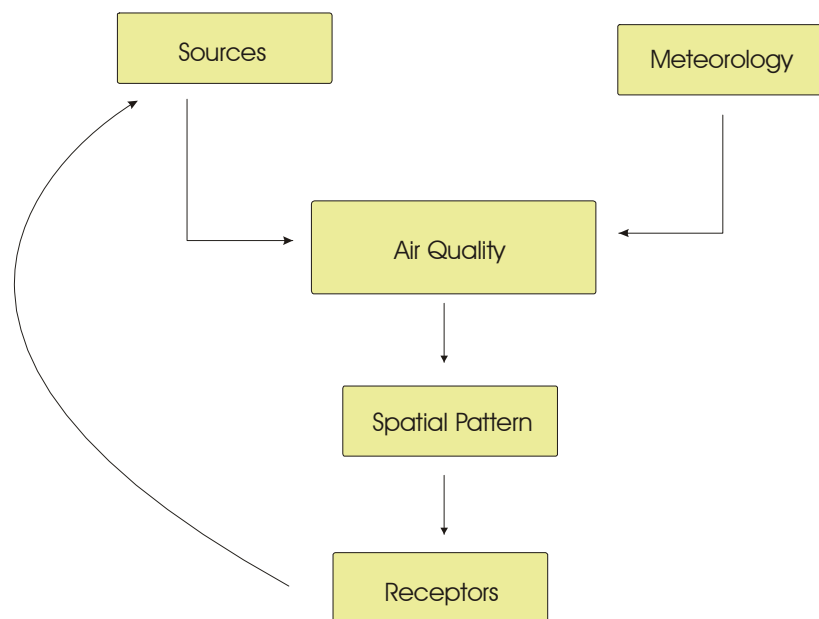 Sources
Meteorology
Air Quality
Spatial Pattern
Receptors